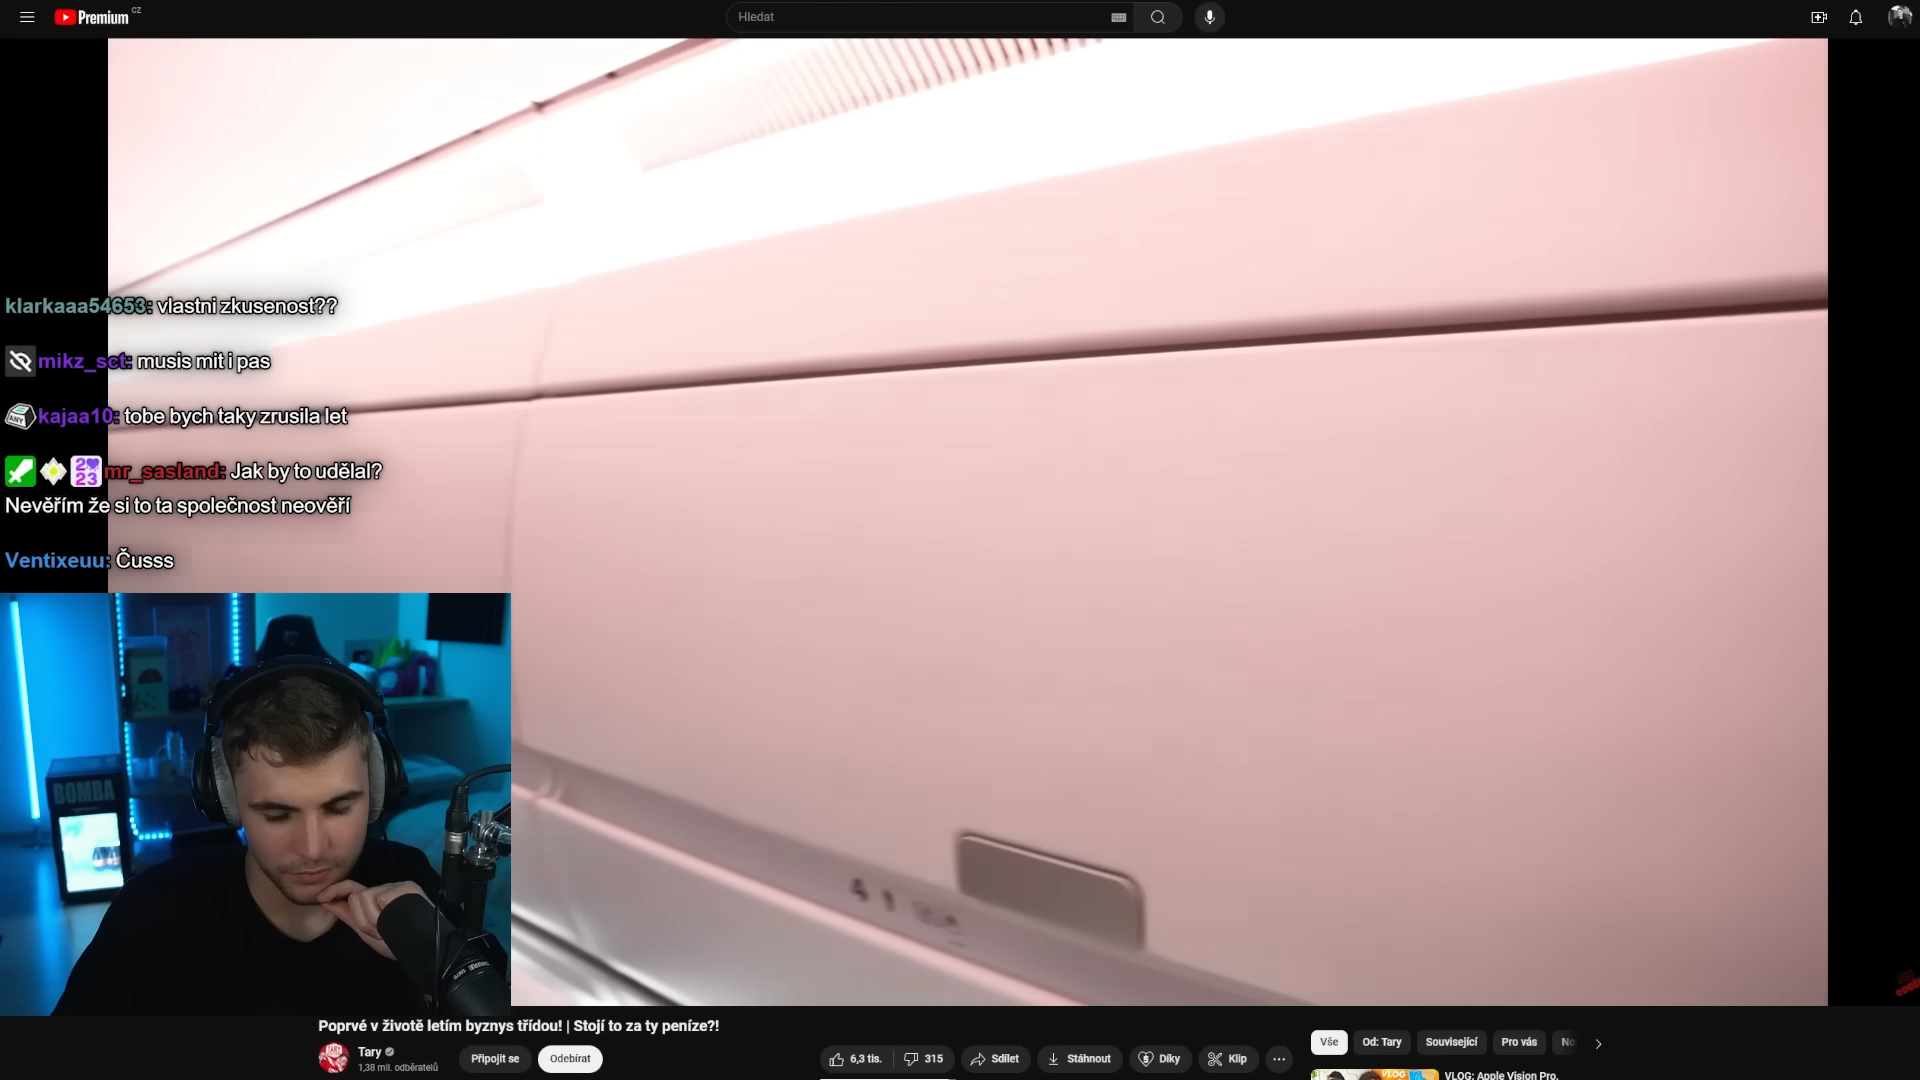 Premium CZ
Hledat
klarkaaa54653: vlastni zkusenost??
mikz_sct: musis mit i pas
kajaa10: tobe bych taky zrusila let
mr_sasland: Jak by to udělal?
Nevěřím že si to ta společnost neověří
Ventixeuu: Čusss
BOMBA
41
Poprvé v životě letím byznys třídou! | Stojí to za ty peníze?!
Tary
1,38 mil. odběratelů
Připojit se
Odebírat
6,3 tis.
315
Sdílet
Stáhnout
Díky
Klip
Vše
Od: Tary
Související
Pro vás
VLOG
VLOG: Apple Vision Pro,